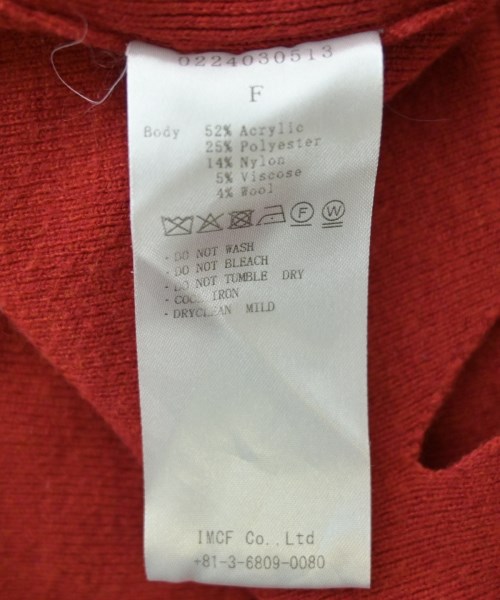 0224030513
F
Body 52% Acrylic
25% Polyester
14% Nylon
5% Viscose
4% Wool
F W
- DO NOT WASH
- DO NOT BLEACH
- DO NOT TUMBLE DRY
- COOL IRON
- DRYCLEAN MILD
IMCF Co.,Ltd
+81-3-6809-0080